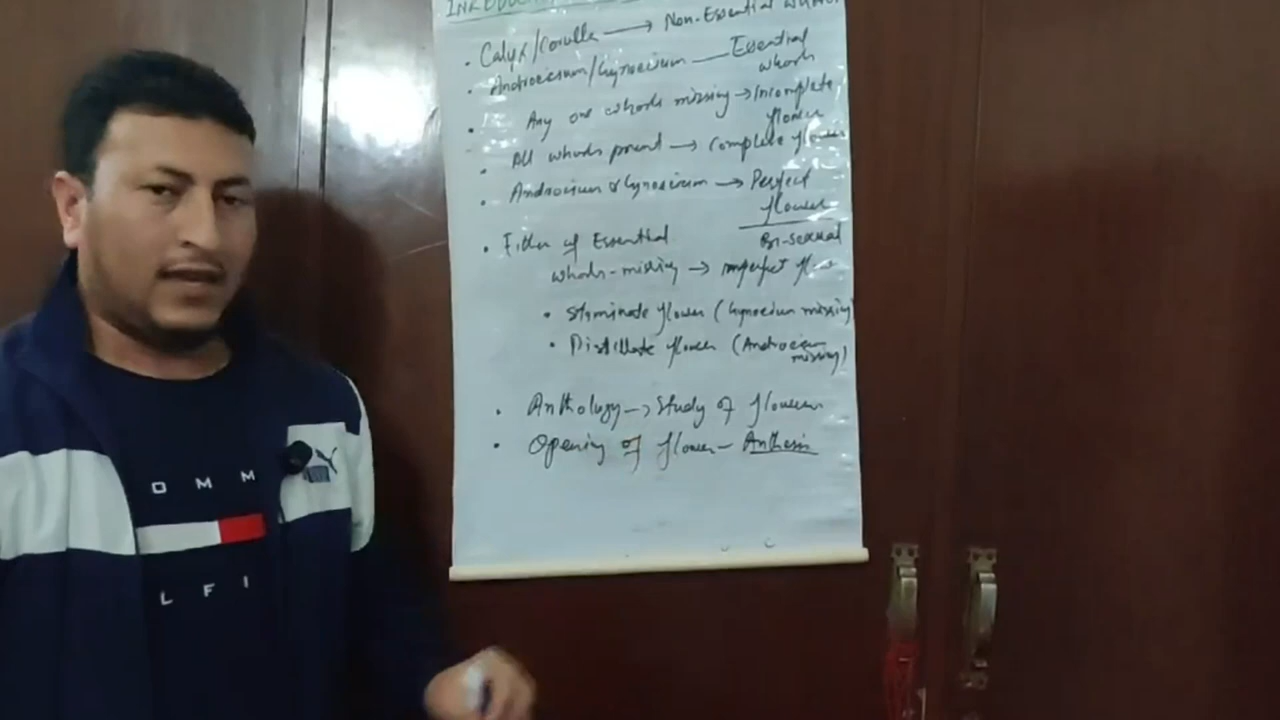 Calyx/Corolla → Non-Essential whorl
Androecium/Gynoecium — Essential
whorls
Any one whorls missing → Incomplete
flower
All whorls present → Complete flower
Androecium & Gynoecium → Perfect
flower
Bi-sexual
Either of Essential
whorls-missing → imperfect
Staminate flower (Gynoecium missing)
Pistillate flower (Androecium
missing)
Anthology → Study of flowers
Opening of flower - Anthesis
O M M
L F I